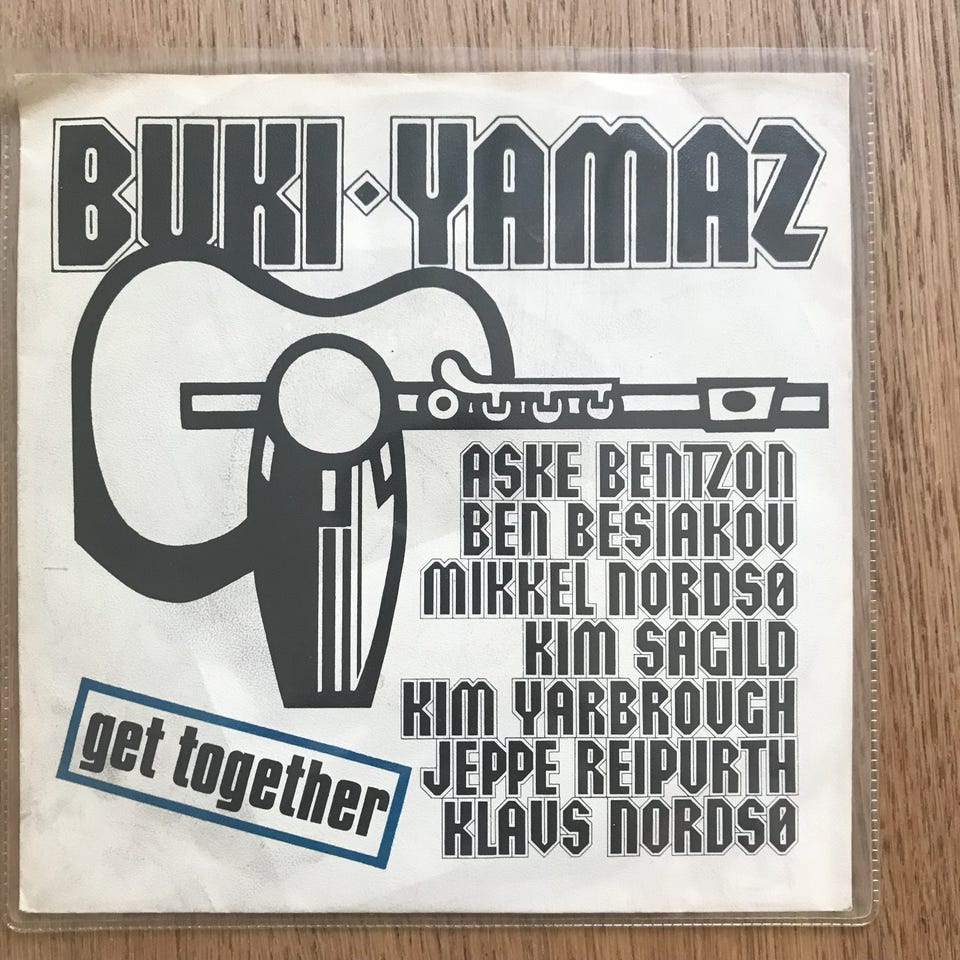 BUKI·YAMAZ
ASKE BENTZON
BEN BESIAKOV
MIKKEL NORDSØ
KIM SAGILD
KIM YARBROUGH
JEPPE REIPURTH
KLAUS NORDSØ
get together